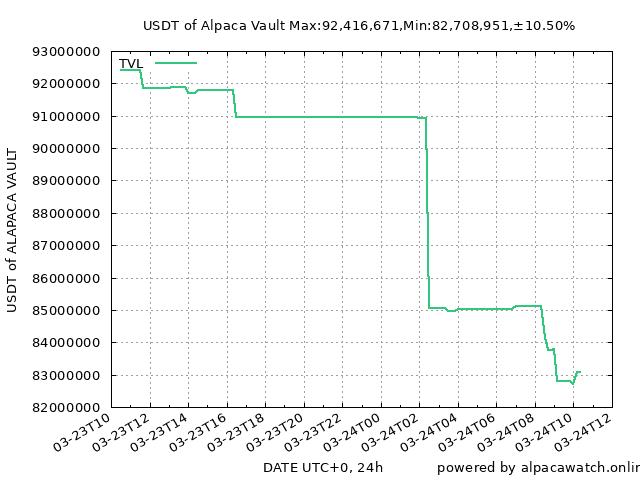 USDT of Alpaca Vault Max:92,416,671,Min:82,708,951,±10.50%
TVL
93000000
92000000
91000000
90000000
89000000
88000000
87000000
86000000
85000000
84000000
83000000
82000000
USDT of ALAPACA VAULT
03-23T10
03-23T12
03-23T14
03-23T16
03-23T18
03-23T20
03-23T22
03-24T00
03-24T02
03-24T04
03-24T06
03-24T08
03-24T10
03-24T12
DATE UTC+0, 24h
powered by alpacawatch.onlin